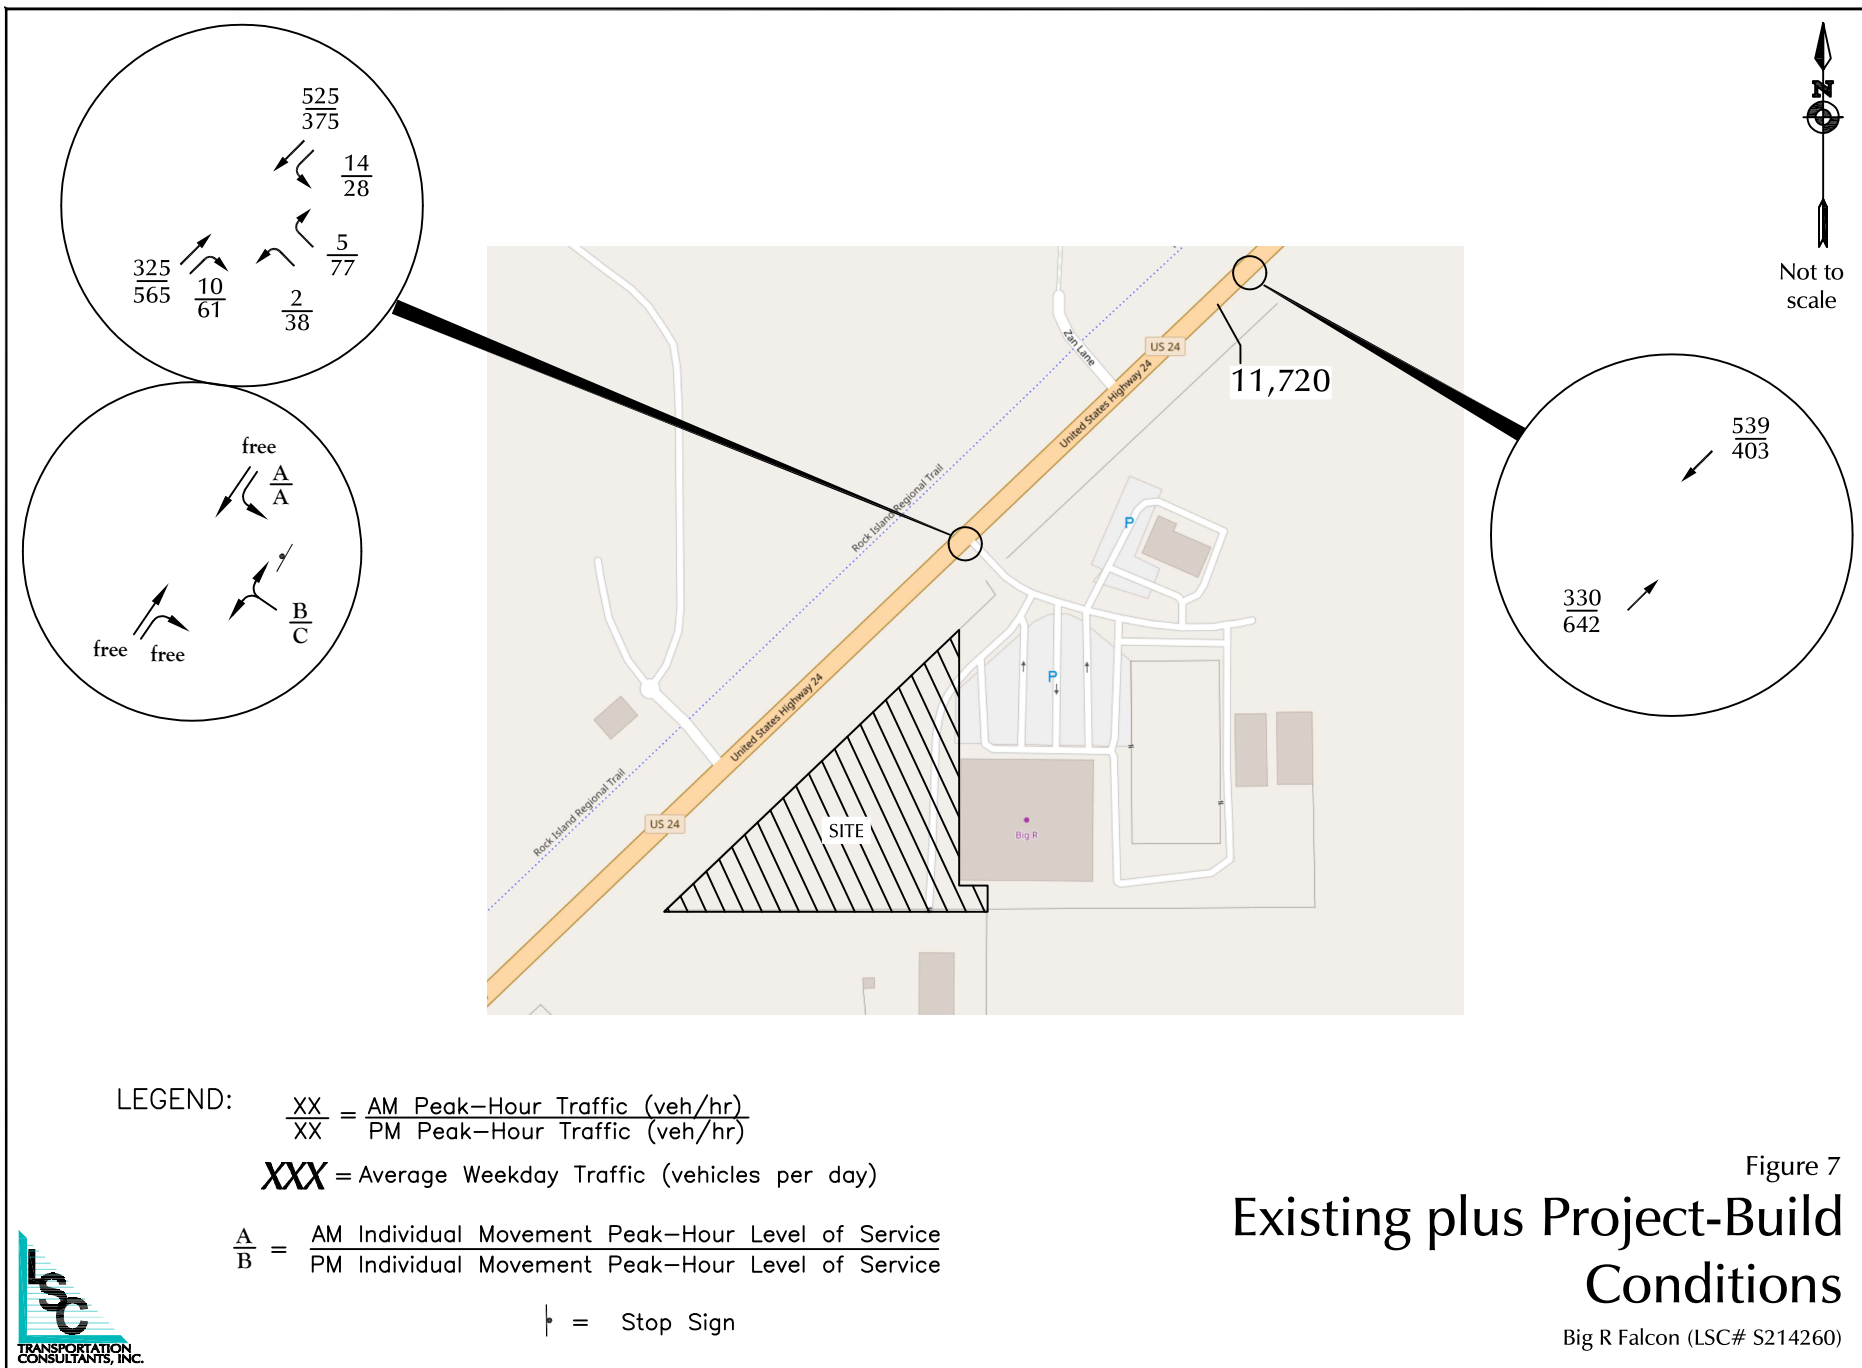 525
375
14
28
5
77
325
565
10
61
2
38
free
A
A
B
C
free
free
N
Not to
scale
Zan Lane
US 24
United States Highway 24
11,720
539
403
330
642
Rock Island Regional Trail
P
P
United States Highway 24
Rock Island Regional Trail
US 24
SITE
Big R
LEGEND:
XX = AM Peak-Hour Traffic (veh/hr)
XX PM Peak-Hour Traffic (veh/hr)
XXX = Average Weekday Traffic (vehicles per day)
A = AM Individual Movement Peak-Hour Level of Service
B PM Individual Movement Peak-Hour Level of Service
= Stop Sign
Figure 7
Existing plus Project-Build
Conditions
Big R Falcon (LSC# S214260)
LSC
TRANSPORTATION
CONSULTANTS, INC.